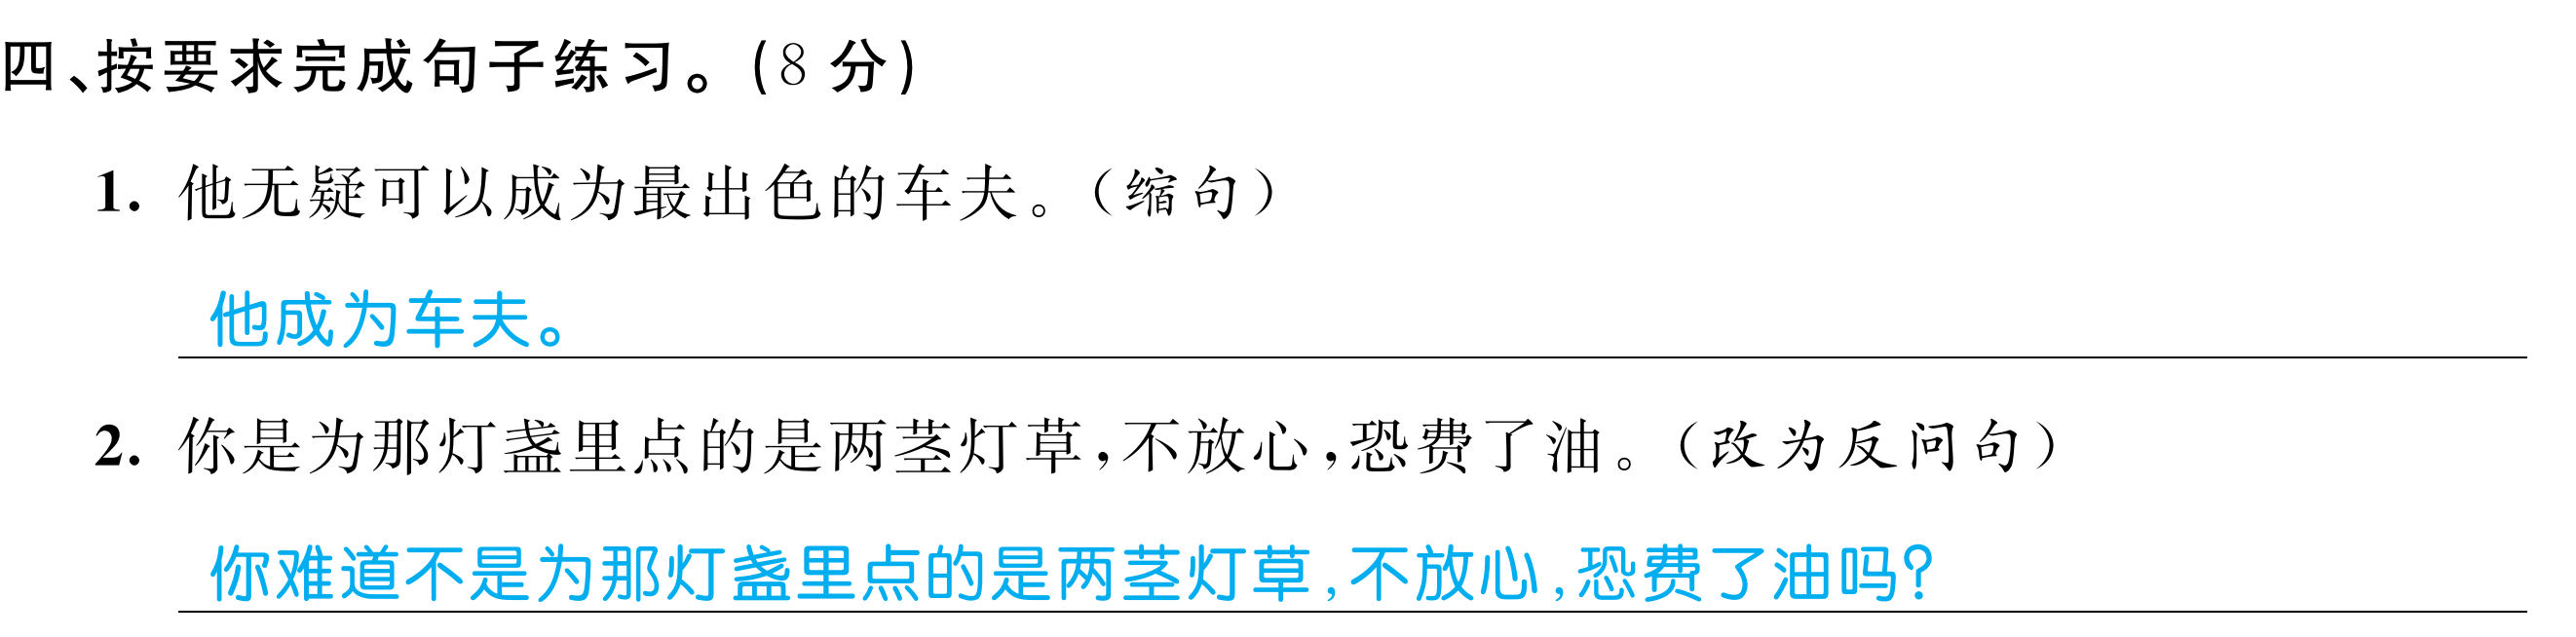 四、按要求完成句子练习。(8 分)
1. 他无疑可以成为最出色的车夫。(缩句)
他成为车夫。
2. 你是为那灯盏里点的是两茎灯草,不放心,恐费了油。(改为反问句)
你难道不是为那灯盏里点的是两茎灯草,不放心,恐费了油吗?